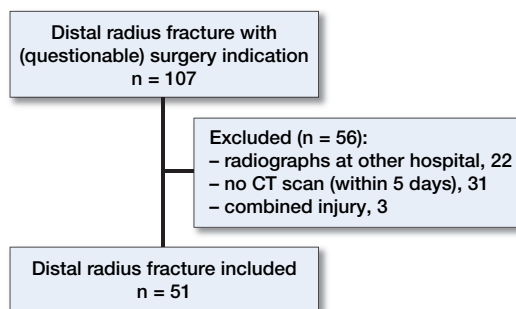 Distal radius fracture with
(questionable) surgery indication
n = 107
Excluded (n = 56):
– radiographs at other hospital, 22
– no CT scan (within 5 days), 31
– combined injury, 3
Distal radius fracture included
n = 51